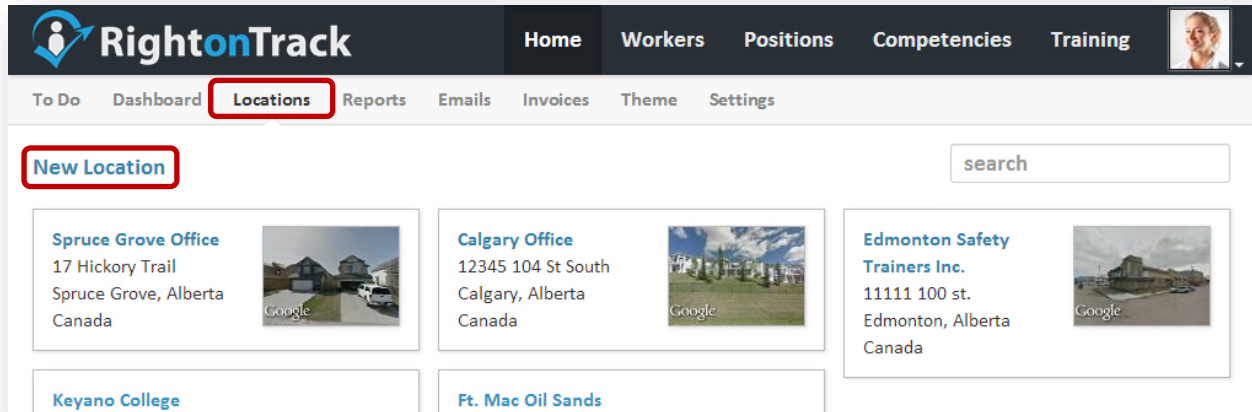 RightonTrack
Home Workers Positions Competencies Training
To Do Dashboard Locations Reports Emails Invoices Theme Settings
New Location
search
Spruce Grove Office
17 Hickory Trail
Spruce Grove, Alberta
Canada
Google
Calgary Office
12345 104 St South
Calgary, Alberta
Canada
Google
Edmonton Safety
Trainers Inc.
11111 100 st.
Edmonton, Alberta
Canada
Google
Keyano College
Ft. Mac Oil Sands